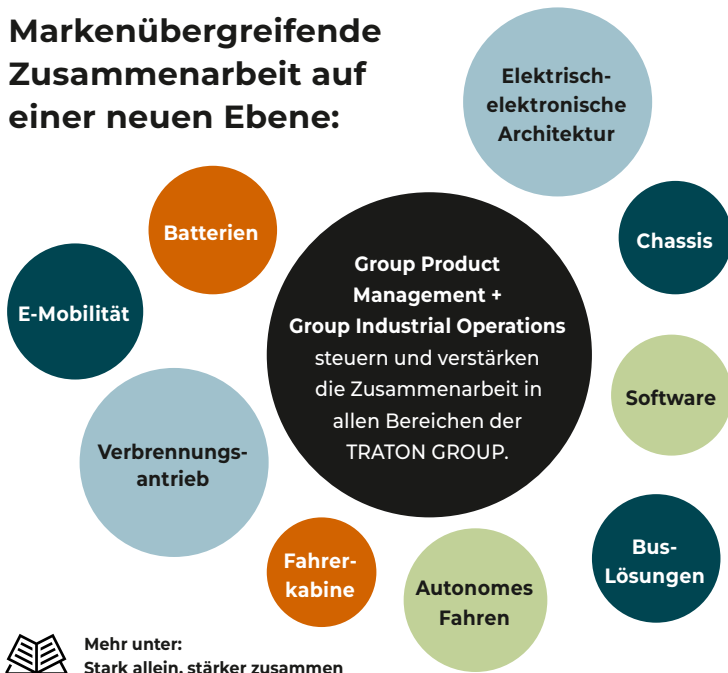 Markenübergreifende
Zusammenarbeit auf
einer neuen Ebene:
Elektrisch-
elektronische
Architektur
Batterien
Chassis
E-Mobilität
Group Product
Management +
Group Industrial Operations
steuern und verstärken
die Zusammenarbeit in
allen Bereichen der
TRATON GROUP.
Software
Verbrennungs-
antrieb
Bus-
Lösungen
Fahrer-
kabine
Autonomes
Fahren
Mehr unter:
Stark allein, stärker zusammen